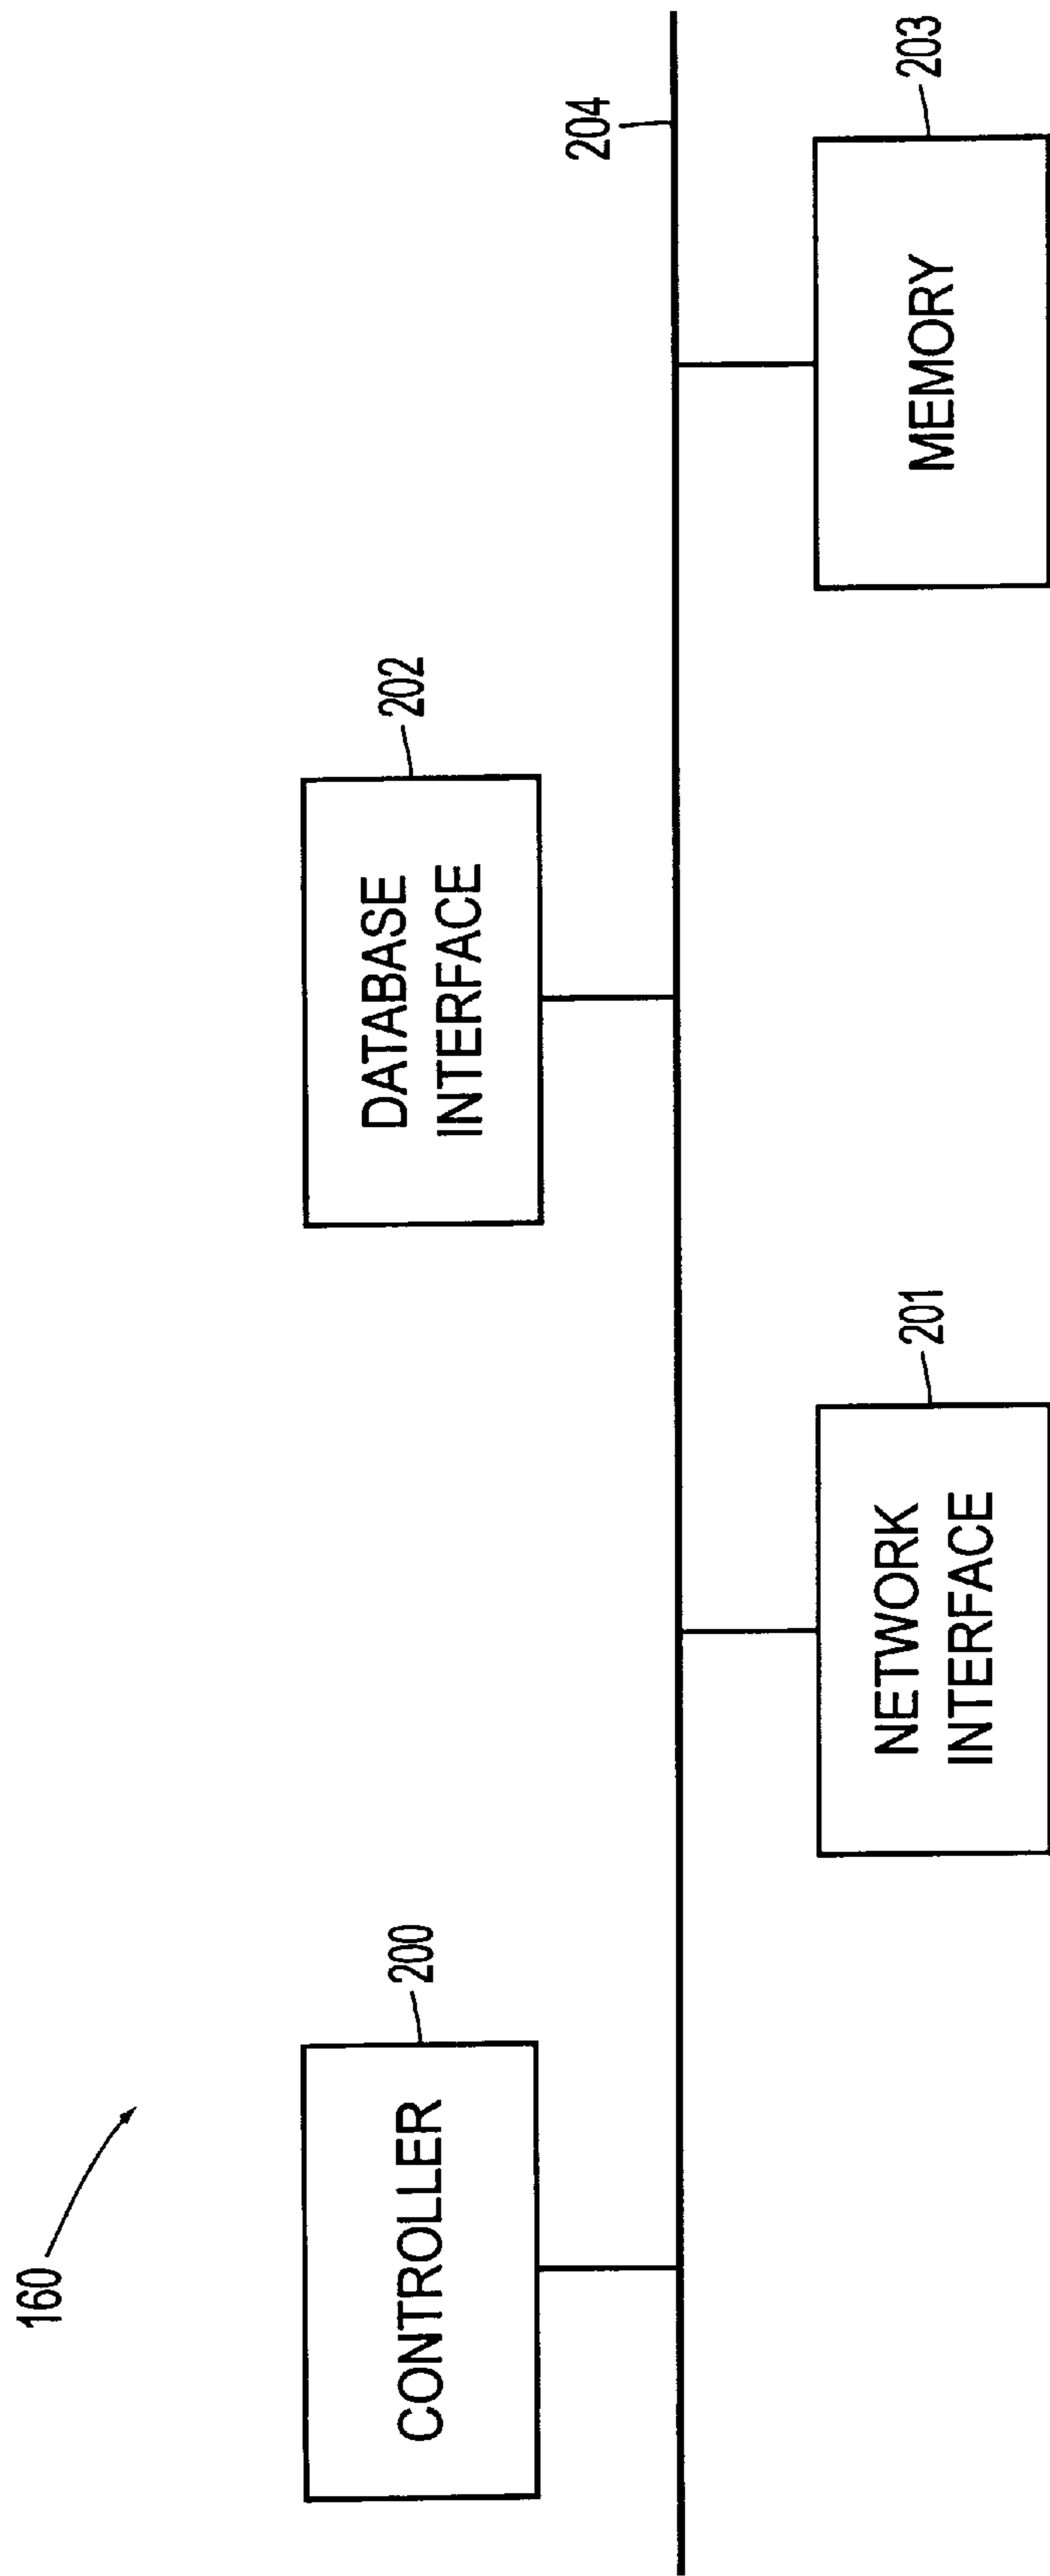 160
200
CONTROLLER
202
DATABASE
INTERFACE
204
201
NETWORK
INTERFACE
203
MEMORY